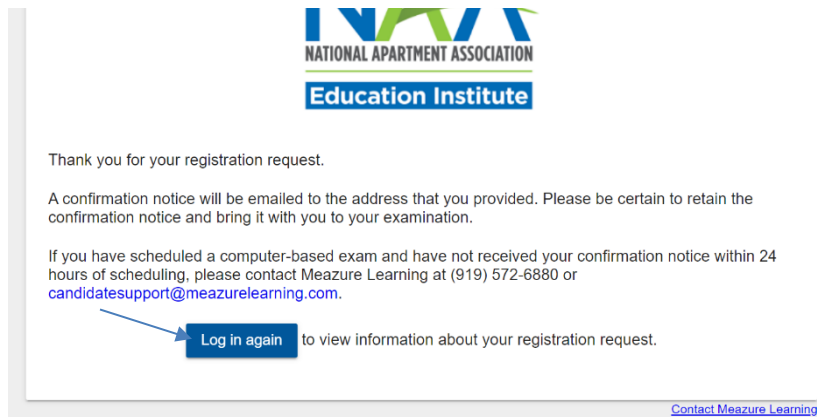 NAA
NATIONAL APARTMENT ASSOCIATION
Education Institute
Thank you for your registration request.
A confirmation notice will be emailed to the address that you provided. Please be certain to retain the
confirmation notice and bring it with you to your examination.
If you have scheduled a computer-based exam and have not received your confirmation notice within 24
hours of scheduling, please contact Meazure Learning at (919) 572-6880 or
candidatesupport@meazurelearning.com.
Log in again to view information about your registration request.
Contact Meazure Learning